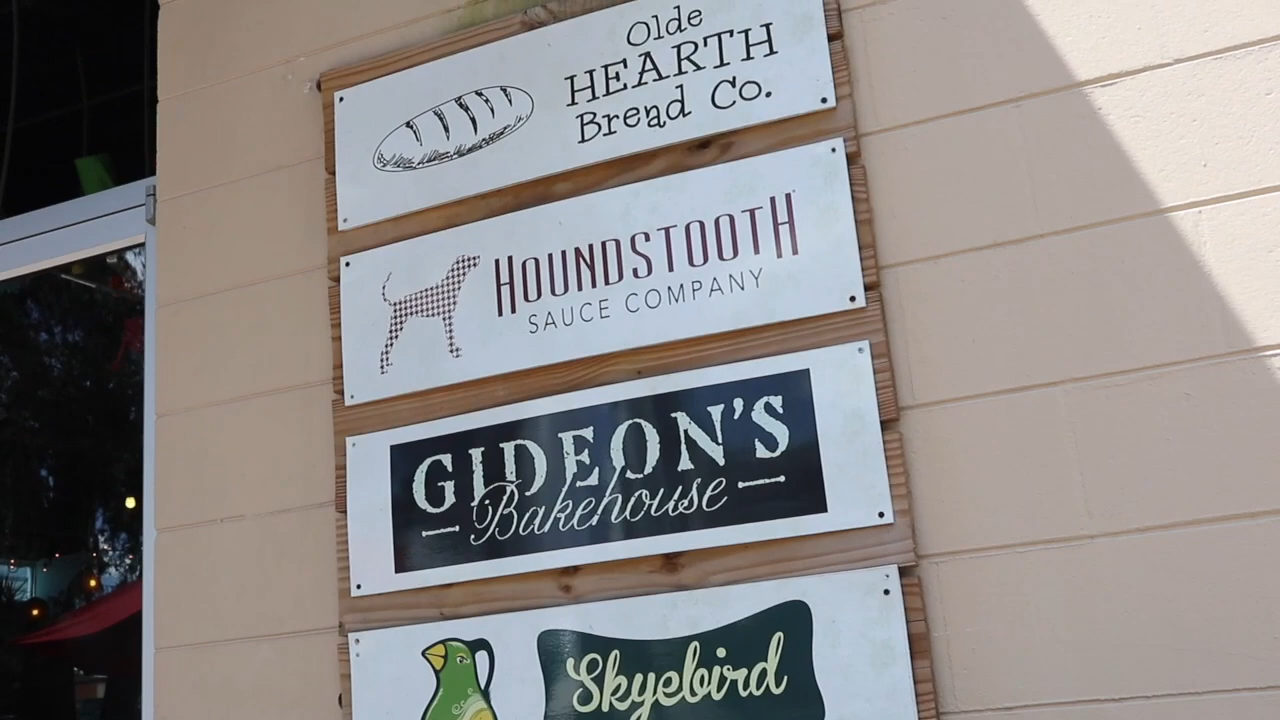 Olde
HEARTH
Bread Co.
HOUNDSTOOTH
SAUCE COMPANY
GIDEON'S
Bakehouse
Skyebird